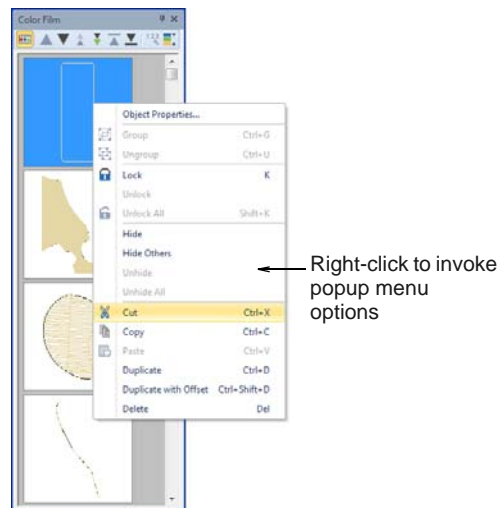 Color Film
Object Properties...
Group Ctrl+G
Ungroup Ctrl+U
Lock K
Unlock
Unlock All Shift+K
Hide
Hide Others
Unhide
Unhide All
Cut Ctrl+X
Copy Ctrl+C
Paste Ctrl+V
Duplicate Ctrl+D
Duplicate with Offset Ctrl+Shift+D
Delete Del
Right-click to invoke
popup menu
options